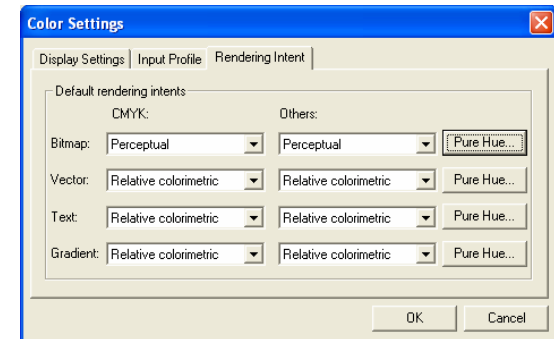 Color Settings
Display Settings Input Profile Rendering Intent
Default rendering intents
CMYK: Others:
Bitmap: Perceptual Perceptual Pure Hue...
Vector: Relative colorimetric Relative colorimetric Pure Hue...
Text: Relative colorimetric Relative colorimetric Pure Hue...
Gradient: Relative colorimetric Relative colorimetric Pure Hue...
OK Cancel